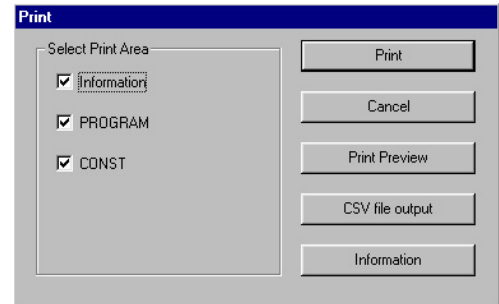 Print
Select Print Area
Information
PROGRAM
CONST
Print
Cancel
Print Preview
CSV file output
Information